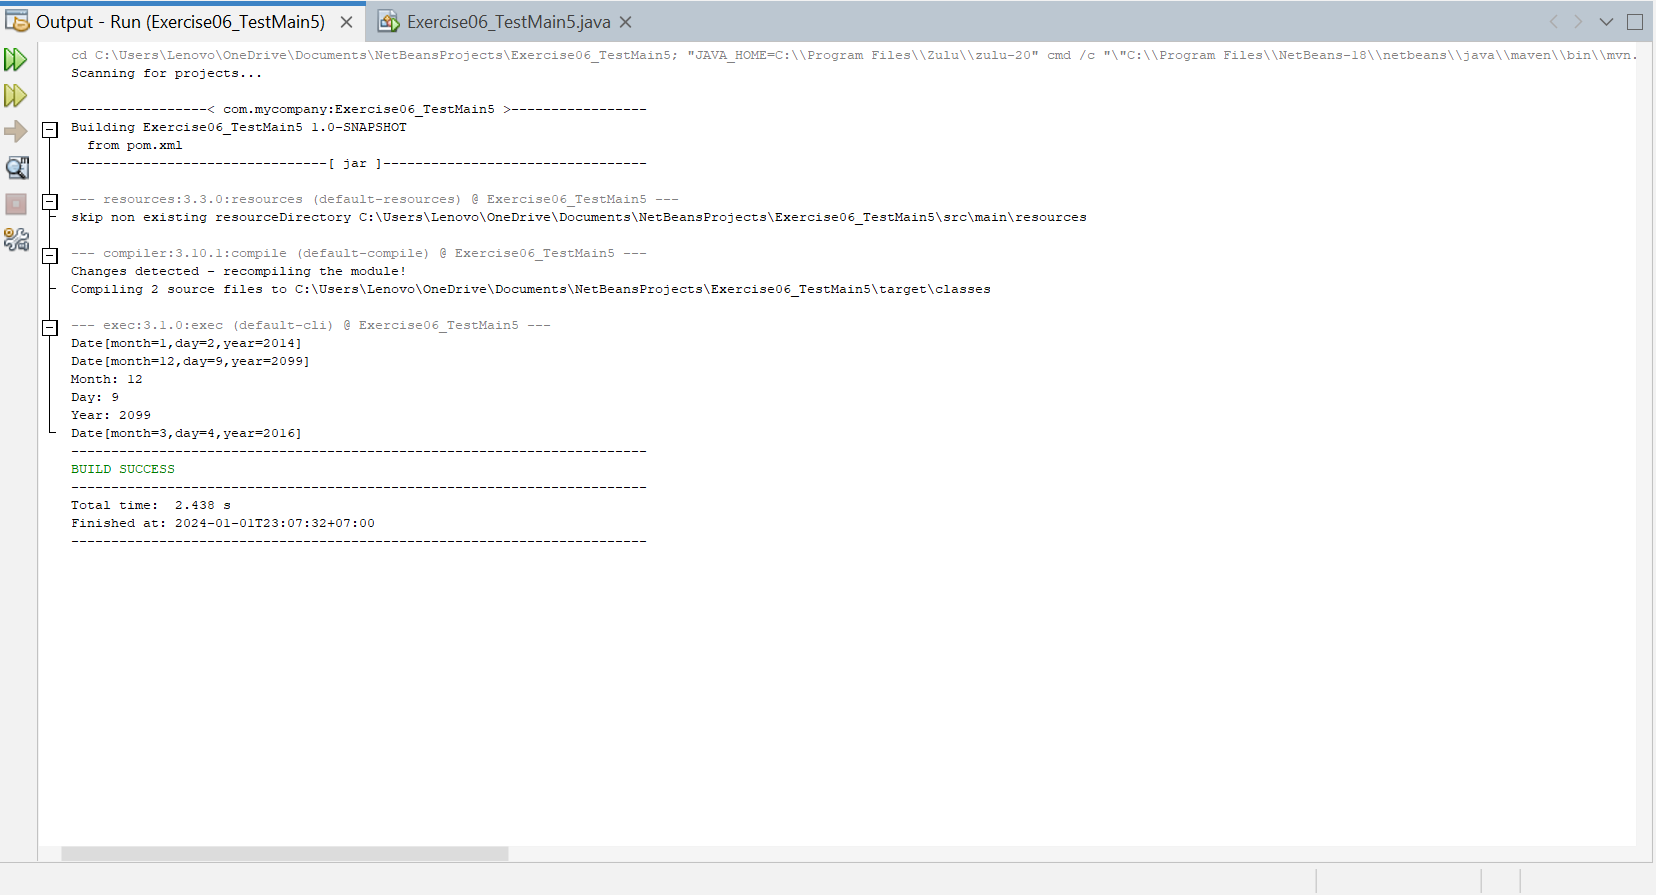 Output - Run (Exercise06_TestMain5)
Exercise06_TestMain5.java
cd C:\Users\Lenovo\OneDrive\Documents\NetBeansProjects\Exercise06_TestMain5; "JAVA_HOME=C:\\Program Files\\Zulu\\zulu-20" cmd /c "\"C:\\Program Files\\NetBeans-18\\netbeans\\java\\maven\\bin\\mvn.
Scanning for projects...
-----------------< com.mycompany:Exercise06_TestMain5 >-----------------
Building Exercise06_TestMain5 1.0-SNAPSHOT
  from pom.xml
--------------------------------[ jar ]---------------------------------
--- resources:3.3.0:resources (default-resources) @ Exercise06_TestMain5 ---
skip non existing resourceDirectory C:\Users\Lenovo\OneDrive\Documents\NetBeansProjects\Exercise06_TestMain5\src\main\resources
--- compiler:3.10.1:compile (default-compile) @ Exercise06_TestMain5 ---
Changes detected - recompiling the module!
Compiling 2 source files to C:\Users\Lenovo\OneDrive\Documents\NetBeansProjects\Exercise06_TestMain5\target\classes
--- exec:3.1.0:exec (default-cli) @ Exercise06_TestMain5 ---
Date[month=1,day=2,year=2014]
Date[month=12,day=9,year=2099]
Month: 12
Day: 9
Year: 2099
Date[month=3,day=4,year=2016]
------------------------------------------------------------------------
BUILD SUCCESS
------------------------------------------------------------------------
Total time:  2.438 s
Finished at: 2024-01-01T23:07:32+07:00
------------------------------------------------------------------------